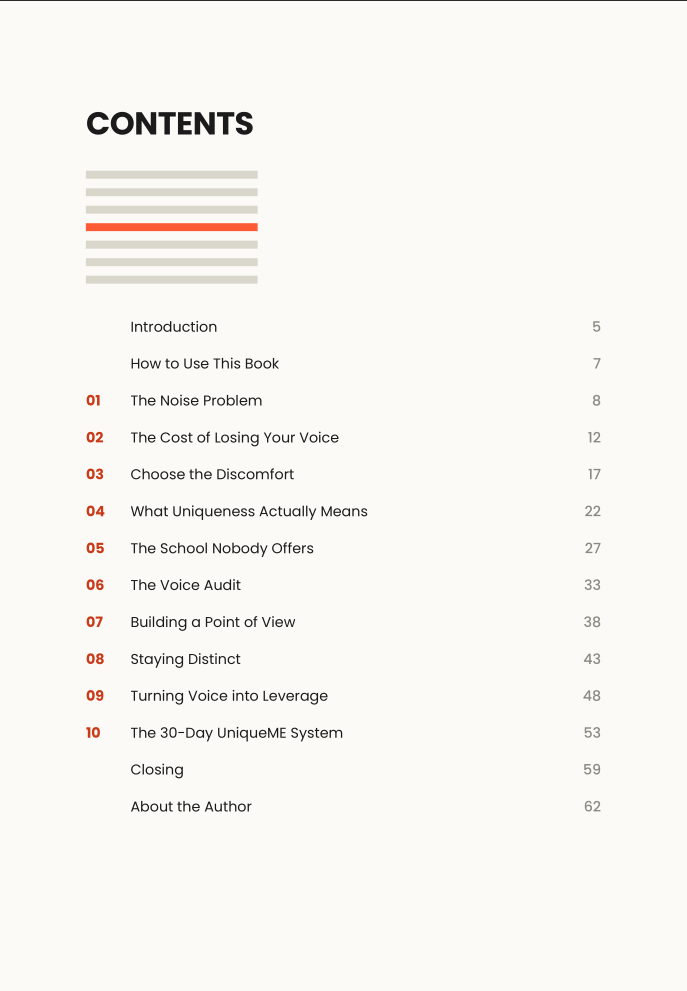 CONTENTS
Introduction 5
How to Use This Book 7
01 The Noise Problem 8
02 The Cost of Losing Your Voice 12
03 Choose the Discomfort 17
04 What Uniqueness Actually Means 22
05 The School Nobody Offers 27
06 The Voice Audit 33
07 Building a Point of View 38
08 Staying Distinct 43
09 Turning Voice into Leverage 48
10 The 30-Day UniqueME System 53
Closing 59
About the Author 62